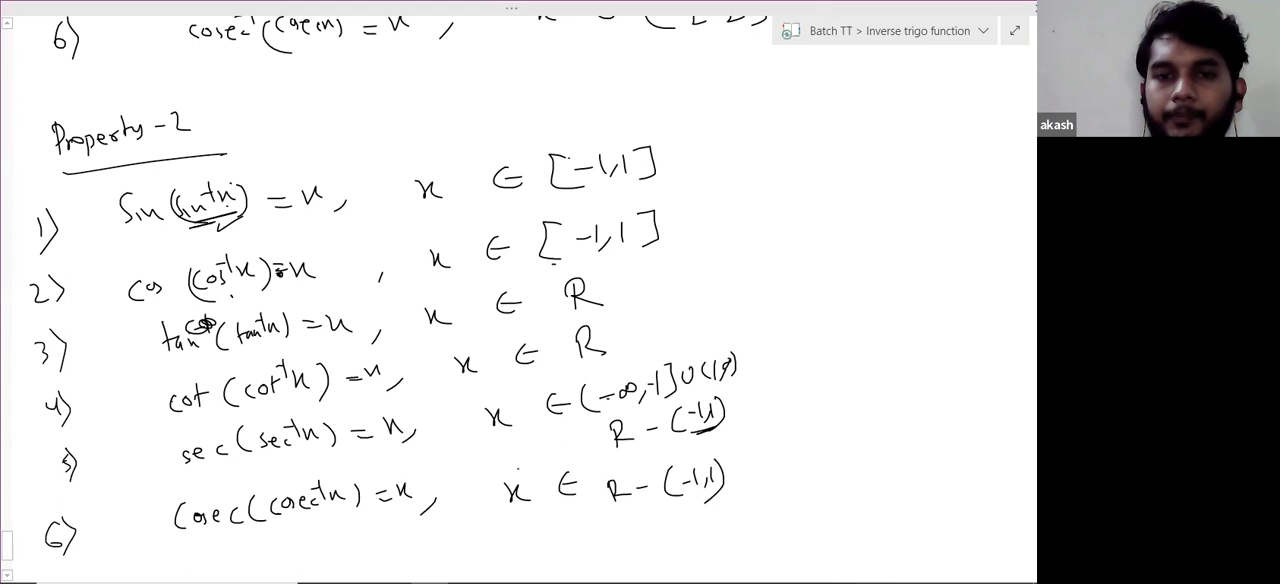 6) cosec⁻¹(cosec x) = x ,
Batch TT > Inverse trigo function
akash
Property-2
1) Sin(sin⁻¹x) = x, x ∈ [-1,1]
2) cos (cos⁻¹x) = x , x ∈ [-1,1]
3) tan (tan⁻¹x) = x, x ∈ R
4) cot (cot⁻¹x) = x, x ∈ R
5) sec (sec⁻¹x) = x, x ∈ (-∞,-1] ∪ (1,∞)
R - (-1,1)
6) Cosec(cosec⁻¹x) = x, x ∈ R - (-1,1)